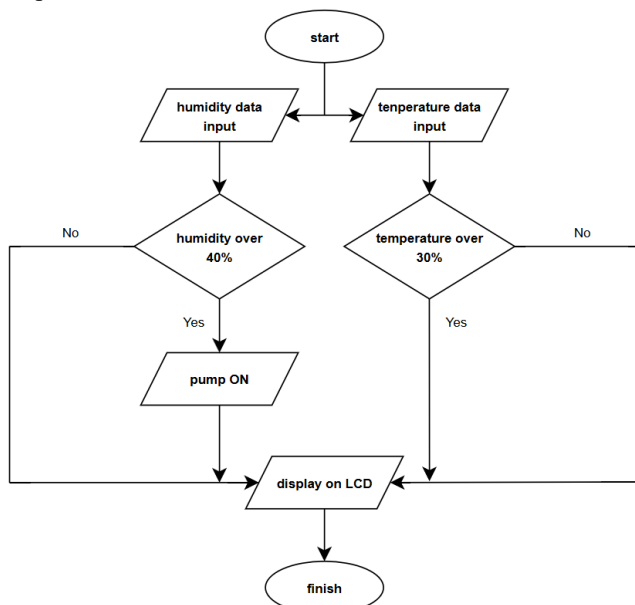 start
humidity data
input
tenperature data
input
No
humidity over
40%
temperature over
30%
No
Yes
Yes
pump ON
display on LCD
finish